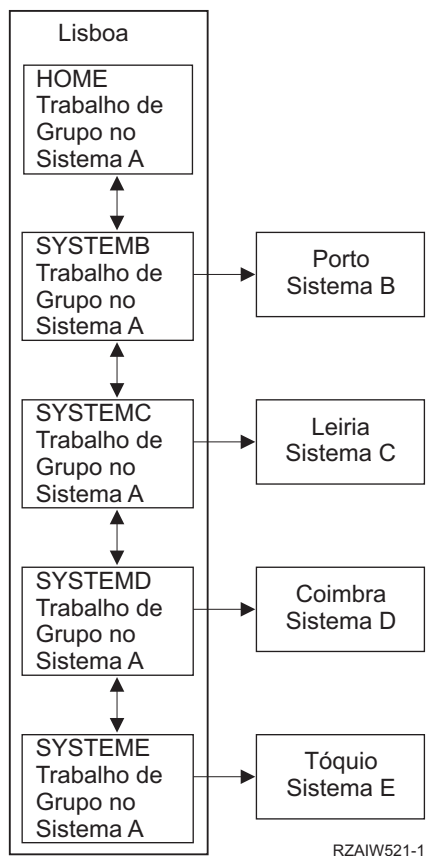 Lisboa
HOME
Trabalho de
Grupo no
Sistema A
SYSTEMB
Trabalho de
Grupo no
Sistema A
Porto
Sistema B
SYSTEMC
Trabalho de
Grupo no
Sistema A
Leiria
Sistema C
SYSTEMD
Trabalho de
Grupo no
Sistema A
Coimbra
Sistema D
SYSTEME
Trabalho de
Grupo no
Sistema A
Tóquio
Sistema E
RZAIW521-1